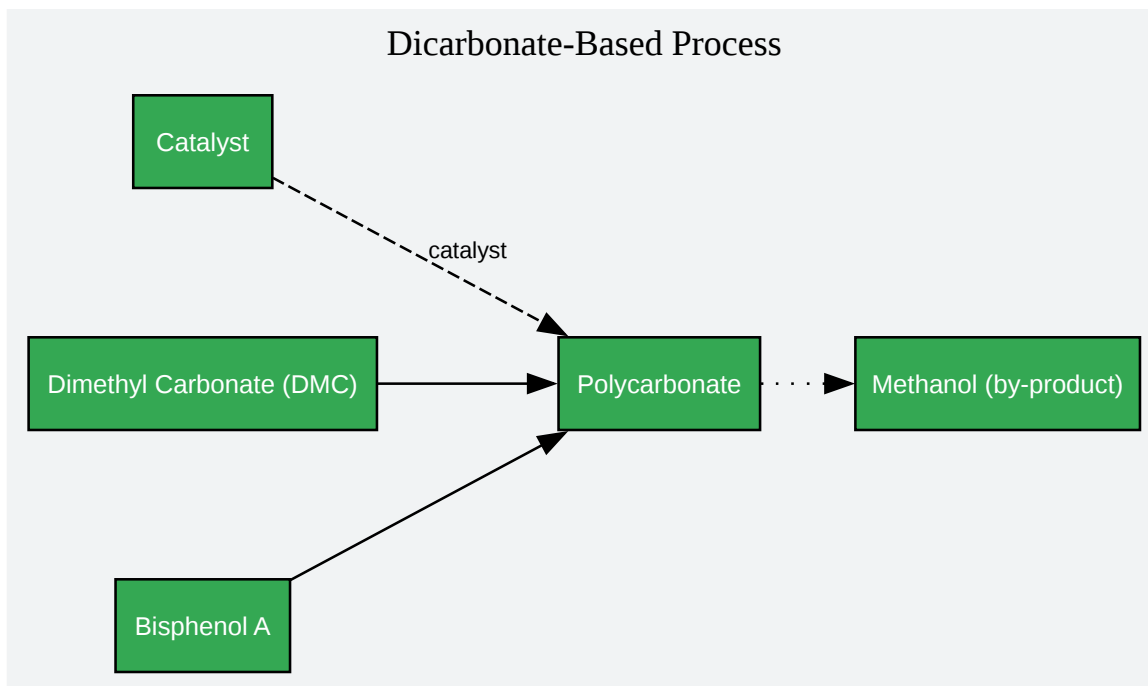 Dicarbonate-Based Process
Catalyst
catalyst
Dimethyl Carbonate (DMC)
Polycarbonate
Methanol (by-product)
Bisphenol A